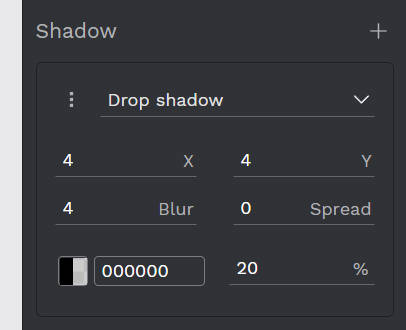 Shadow
Drop shadow
4 X 4 Y
4 Blur 0 Spread
000000 20 %